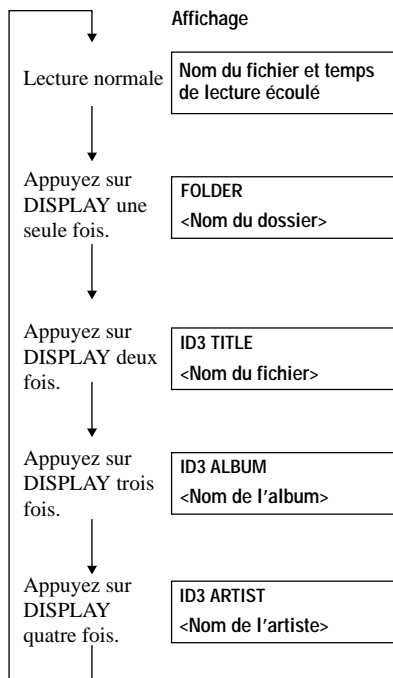 Affichage
Lecture normale
Nom du fichier et temps
de lecture écoulé
Appuyez sur
DISPLAY une
seule fois.
FOLDER
<Nom du dossier>
Appuyez sur
DISPLAY deux
fois.
ID3 TITLE
<Nom du fichier>
Appuyez sur
DISPLAY trois
fois.
ID3 ALBUM
<Nom de l'album>
Appuyez sur
DISPLAY
quatre fois.
ID3 ARTIST
<Nom de l'artiste>